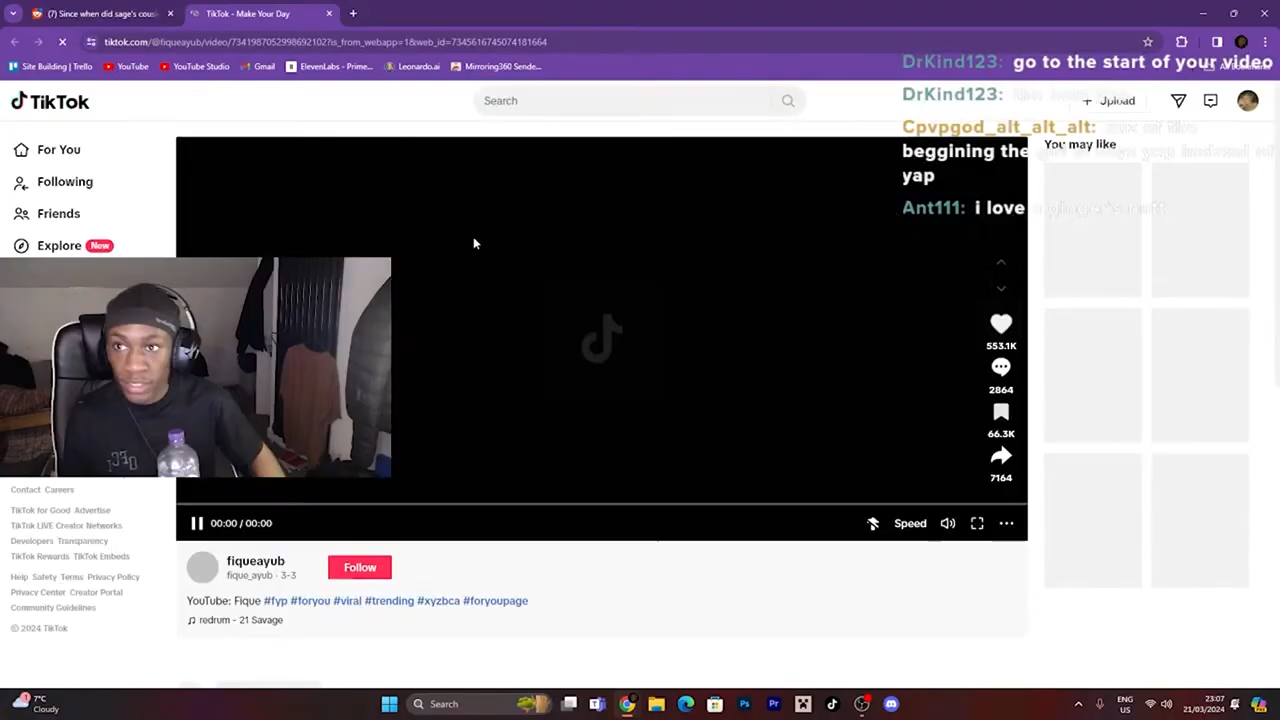 (7) Since when did sage's cous
TikTok - Make Your Day
tiktok.com/@fiqueayub/video/7341987052998692102?is_from_webapp=1&web_id=7345616745074181664
Site Building | Trello
YouTube
YouTube Studio
Gmail
ElevenLabs - Prime...
Leonardo.ai
Mirroring360 Sende...
DrKind123: go to the start of your video
TikTok
Search
DrKind123:
Upload
Cpvpgod_alt_alt_alt:
beggining the
yap
Ant111: i love
You may like
For You
Following
Friends
Explore New
553.1K
2864
66.3K
7164
Contact Careers
TikTok for Good Advertise
TikTok LIVE Creator Networks
Developers Transparency
TikTok Rewards TikTok Embeds
Help Safety Terms Privacy Policy
Privacy Center Creator Portal
Community Guidelines
© 2024 TikTok
00:00 / 00:00
Speed
fiqueayub
fique_ayub · 3-3
Follow
YouTube: Fique #fyp #foryou #viral #trending #xyzbca #foryoupage
redrum - 21 Savage
1
7°C
Cloudy
Search
ENG
US
23:07
21/03/2024